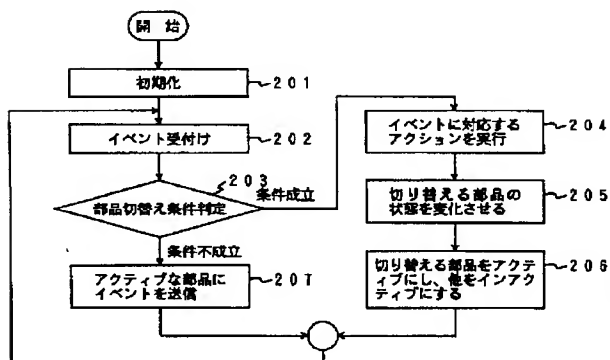 開 始
初期化
201
イベント受付け
202
203
部品切替え条件判定
条件成立
条件不成立
アクティブな部品に
イベントを送信
207
イベントに対応する
アクションを実行
204
切り替える部品の
状態を変化させる
205
切り替える部品をアクテ
ィブにし、他をインアク
ティブにする
206